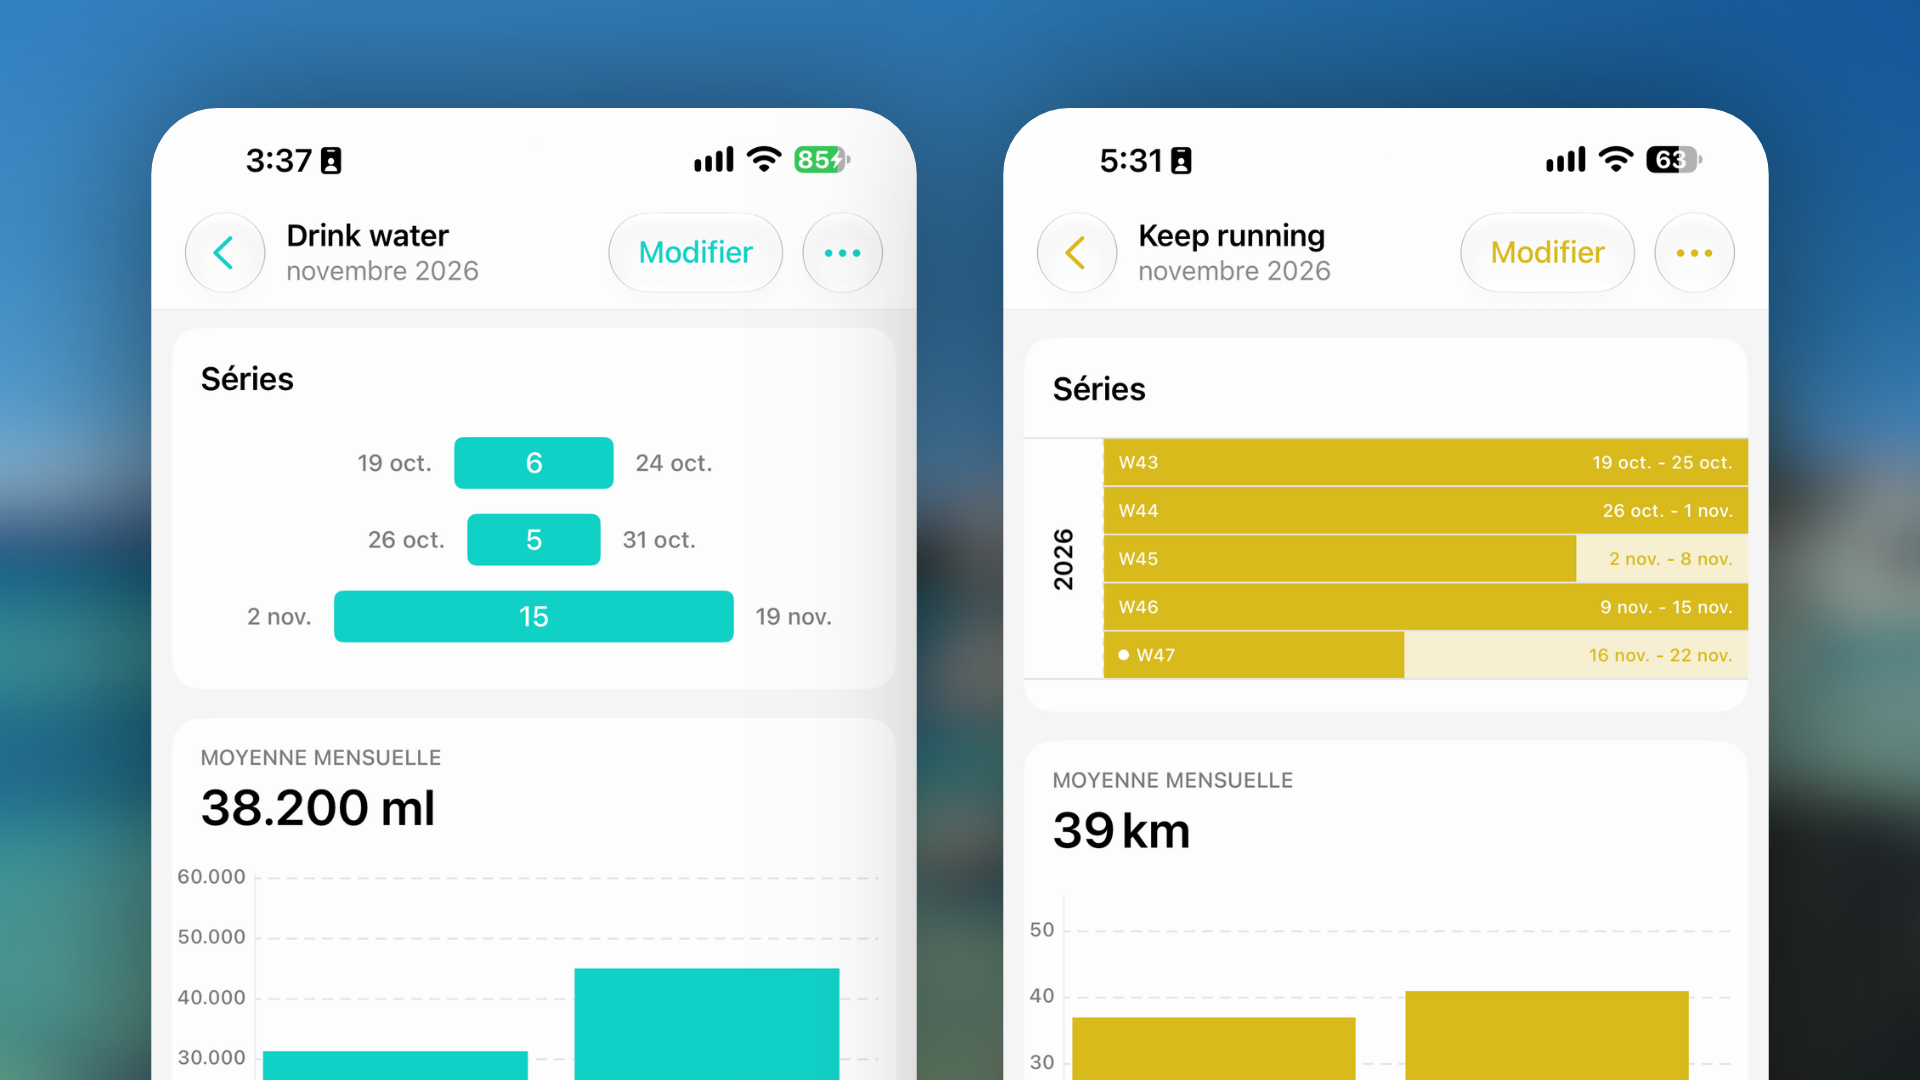 3:37
85
Drink water
novembre 2026
Modifier
Séries
19 oct. 6 24 oct.
26 oct. 5 31 oct.
2 nov. 15 19 nov.
MOYENNE MENSUELLE
38.200 ml
60.000
50.000
40.000
30.000
5:31
63
Keep running
novembre 2026
Modifier
Séries
2026
W43 19 oct. - 25 oct.
W44 26 oct. - 1 nov.
W45 2 nov. - 8 nov.
W46 9 nov. - 15 nov.
W47 16 nov. - 22 nov.
MOYENNE MENSUELLE
39 km
50
40
30